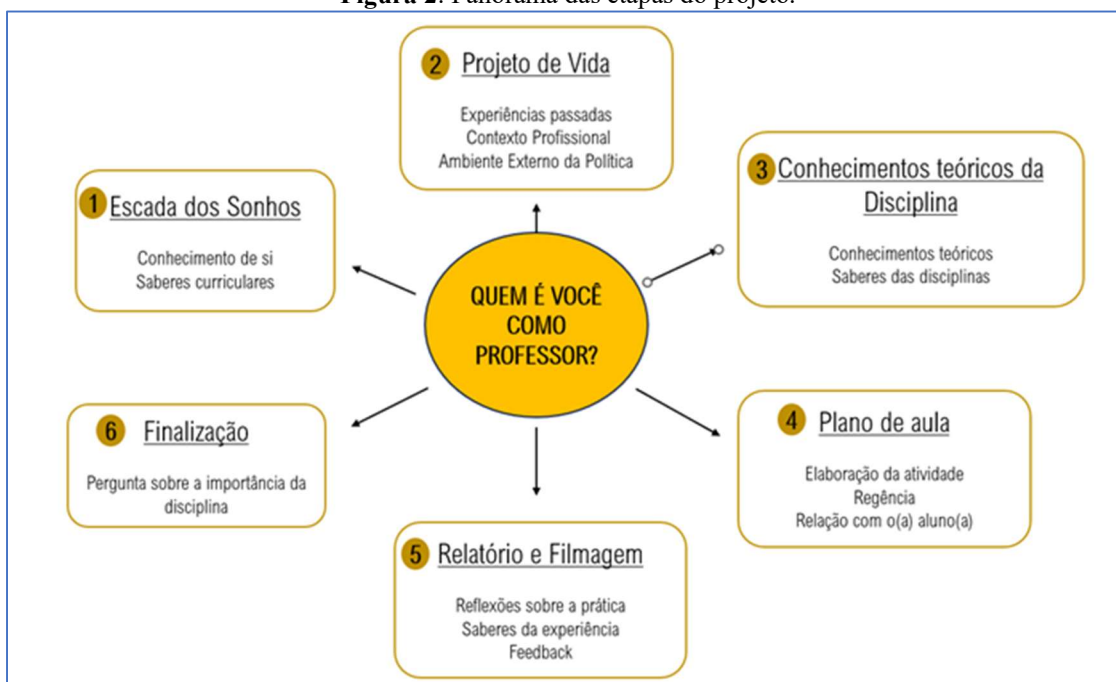 Figura 2: Panorama das etapas do projeto.
2 Projeto de Vida
Experiências passadas
Contexto Profissional
Ambiente Externo da Política
3 Conhecimentos teóricos da
Disciplina
Conhecimentos teóricos
Saberes das disciplinas
1 Escada dos Sonhos
Conhecimento de si
Saberes curriculares
QUEM É VOCÊ
COMO
PROFESSOR?
6 Finalização
Pergunta sobre a importância da
disciplina
4 Plano de aula
Elaboração da atividade
Regência
Relação com o(a) aluno(a)
5 Relatório e Filmagem
Reflexões sobre a prática
Saberes da experiência
Feedback